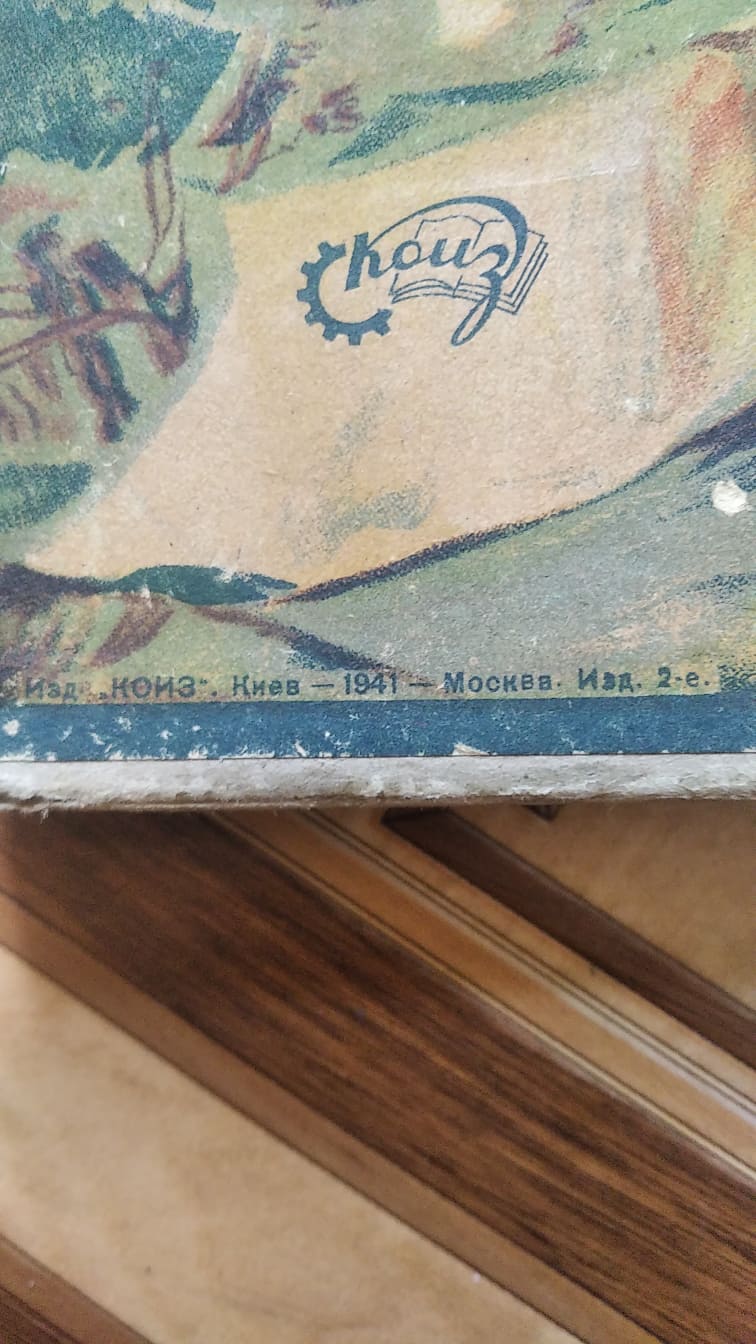 коиз
Изд. „КОИЗ“. Киев — 1941 — Москва. Изд. 2-е.